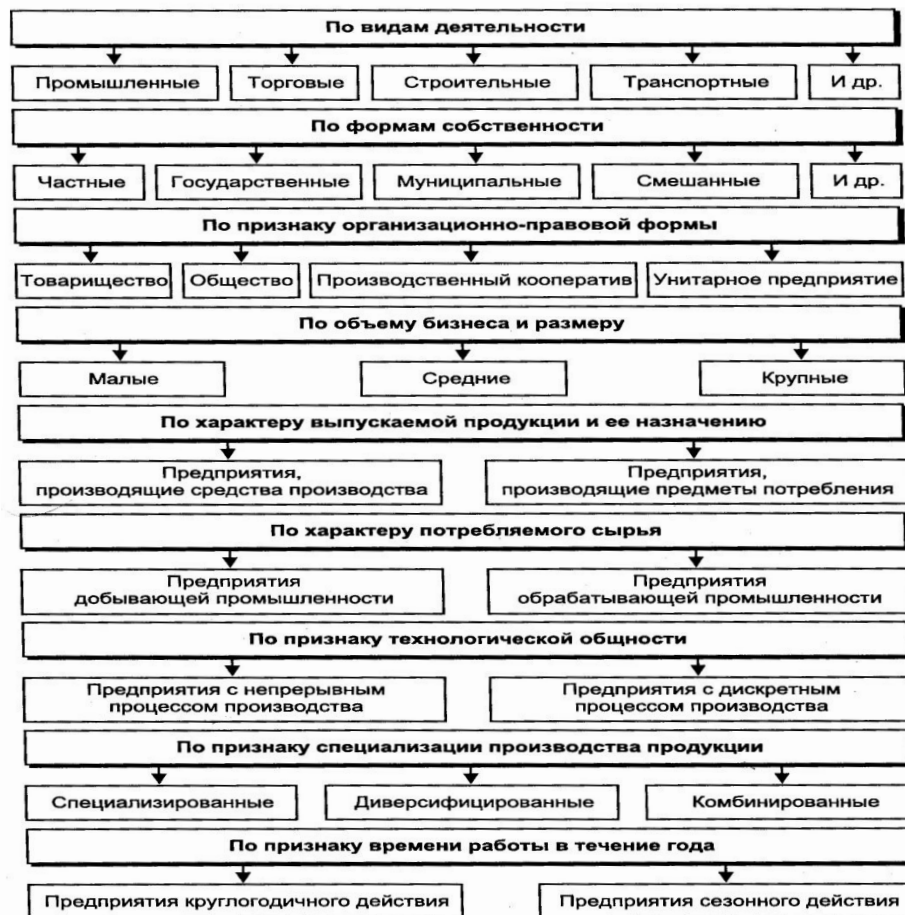 По видам деятельности
Промышленные Торговые Строительные Транспортные И др.
По формам собственности
Частные Государственные Муниципальные Смешанные И др.
По признаку организационно-правовой формы
Товарищество Общество Производственный кооператив Унитарное предприятие
По объему бизнеса и размеру
Малые Средние Крупные
По характеру выпускаемой продукции и ее назначению
Предприятия,
производящие средства производства
Предприятия,
производящие предметы потребления
По характеру потребляемого сырья
Предприятия
добывающей промышленности
Предприятия
обрабатывающей промышленности
По признаку технологической общности
Предприятия с непрерывным
процессом производства
Предприятия с дискретным
процессом производства
По признаку специализации производства продукции
Специализированные Диверсифицированные Комбинированные
По признаку времени работы в течение года
Предприятия круглогодичного действия Предприятия сезонного действия